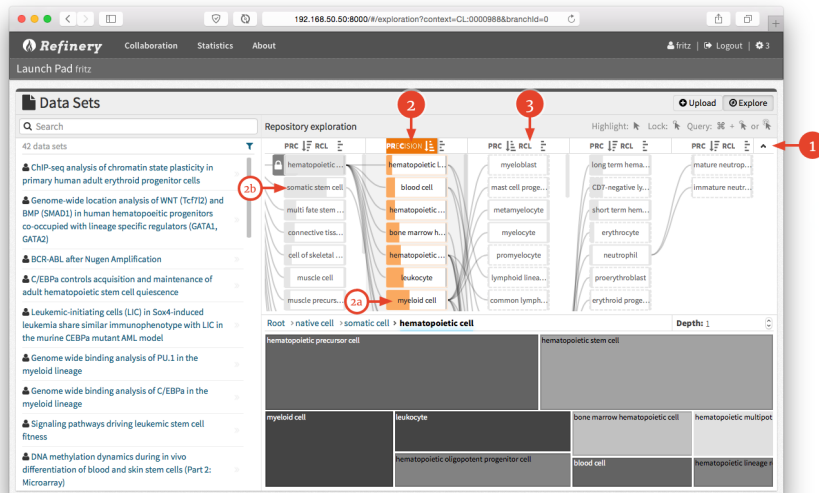 192.168.50.50:8000/#/exploration?context=CL:0000988&branchId=0
Refinery Collaboration Statistics About fritz | Logout | 3
Launch Pad fritz
2 3 1
Data Sets Upload Explore
Search
Repository exploration Highlight: Lock: Query: ⌘ + or
42 data sets
PRC RCL PRECISION PRC RCL PRC RCL PRC RCL
ChIP-seq analysis of chromatin state plasticity in
primary human adult erythroid progenitor cells
Genome-wide location analysis of WNT (Tcf7l2) and
BMP (SMAD1) in human hematopoeitic progenitors
co-occupied with lineage specific regulators (GATA1,
GATA2)
BCR-ABL after Nugen Amplification
C/EBPa controls acquisition and maintenance of
adult hematopoietic stem cell quiescence
Leukemic-initiating cells (LIC) in Sox4-induced
leukemia share similar immunophenotype with LIC in
the murine CEBPa mutant AML model
Genome wide binding analysis of PU.1 in the
myeloid lineage
Genome wide binding analysis of C/EBPa in the
myeloid lineage
Signaling pathways driving leukemic stem cell
fitness
DNA methylation dynamics during in vivo
differentiation of blood and skin stem cells (Part 2:
Microarray)
hematopoietic ... hematopoietic l... myeloblast long term hema... mature neutrop...
2b somatic stem cell blood cell mast cell proge... CD7-negative ly... immature neutr...
multi fate stem ... hematopoietic ... metamyelocyte short term hem...
connective tiss... bone marrow h... myelocyte erythrocyte
cell of skeletal ... hematopoietic... promyelocyte neutrophil
muscle cell leukocyte lymphoid linea... proerythroblast
muscle precurs... 2a myeloid cell common lymph... erythroid proge...
Root > native cell > somatic cell > hematopoietic cell Depth: 1
hematopoietic precursor cell hematopoietic stem cell
myeloid cell leukocyte bone marrow hematopoietic cell hematopoietic multipot
hematopoietic oligopotent progenitor cell blood cell hematopoietic lineage r